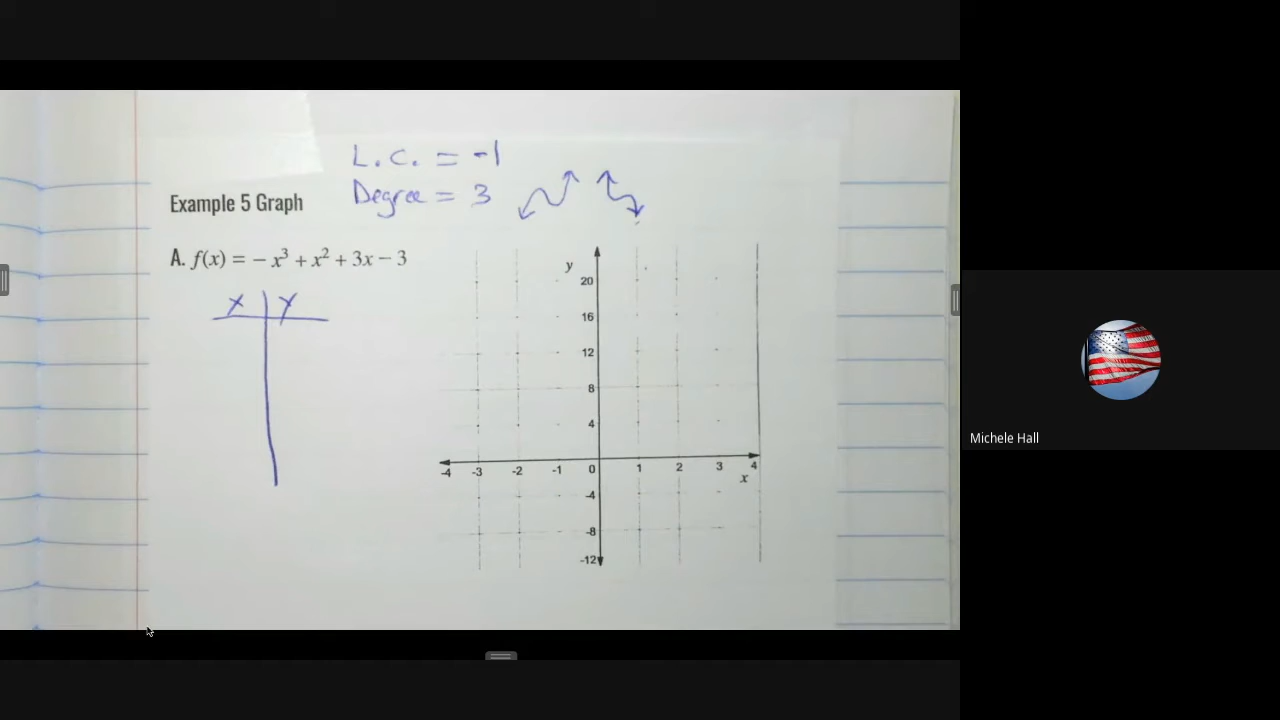 L.C. = -1
Example 5 Graph
Degree = 3
A. f(x) = − x³ + x² + 3x − 3
x y
y
20
16
12
8
4
-4 -3 -2 -1 0 1 2 3 4
x
-4
-8
-12
Michele Hall